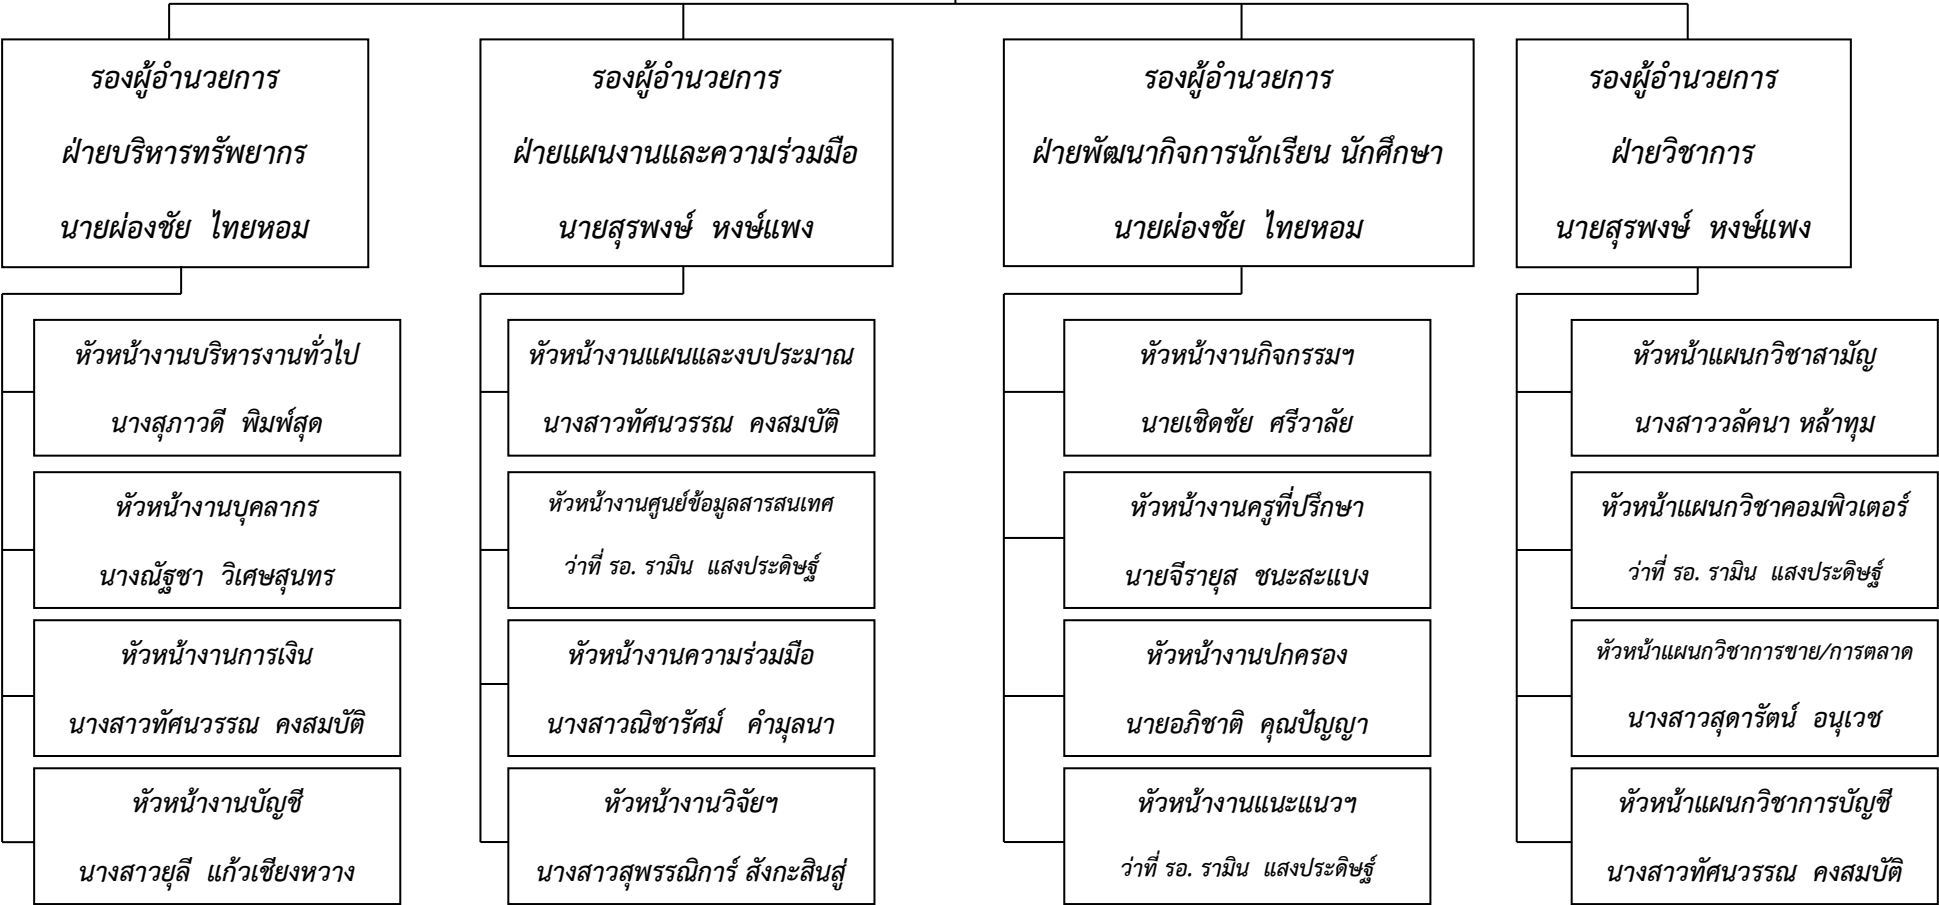 รองผู้อำนวยการ
ฝ่ายบริหารทรัพยากร
นายผ่องชัย ไทยหอม
รองผู้อำนวยการ
ฝ่ายแผนงานและความร่วมมือ
นายสุรพงษ์ หงษ์แพง
รองผู้อำนวยการ
ฝ่ายพัฒนากิจการนักเรียน นักศึกษา
นายผ่องชัย ไทยหอม
รองผู้อำนวยการ
ฝ่ายวิชาการ
นายสุรพงษ์ หงษ์แพง
หัวหน้างานบริหารงานทั่วไป
นางสุภาวดี พิมพ์สุด
หัวหน้างานบุคลากร
นางณัฐชา วิเศษสุนทร
หัวหน้างานการเงิน
นางสาวทัศนวรรณ คงสมบัติ
หัวหน้างานบัญชี
นางสาวยุลี แก้วเชียงหวาง
หัวหน้างานแผนและงบประมาณ
นางสาวทัศนวรรณ คงสมบัติ
หัวหน้างานศูนย์ข้อมูลสารสนเทศ
ว่าที่ รอ. รามิน แสงประดิษฐ์
หัวหน้างานความร่วมมือ
นางสาวณิชารัศม์ คำมุลนา
หัวหน้างานวิจัยฯ
นางสาวสุพรรณิการ์ สังกะสินสู่
หัวหน้างานกิจกรรมฯ
นายเชิดชัย ศรีวาลัย
หัวหน้างานครูที่ปรึกษา
นายจีรายุส ชนะสะแบง
หัวหน้างานปกครอง
นายอภิชาติ คุณปัญญา
หัวหน้างานแนะแนวฯ
ว่าที่ รอ. รามิน แสงประดิษฐ์
หัวหน้าแผนกวิชาสามัญ
นางสาววลัคนา หล้าทุม
หัวหน้าแผนกวิชาคอมพิวเตอร์
ว่าที่ รอ. รามิน แสงประดิษฐ์
หัวหน้าแผนกวิชาการขาย/การตลาด
นางสาวสุดารัตน์ อนุเวช
หัวหน้าแผนกวิชาการบัญชี
นางสาวทัศนวรรณ คงสมบัติ